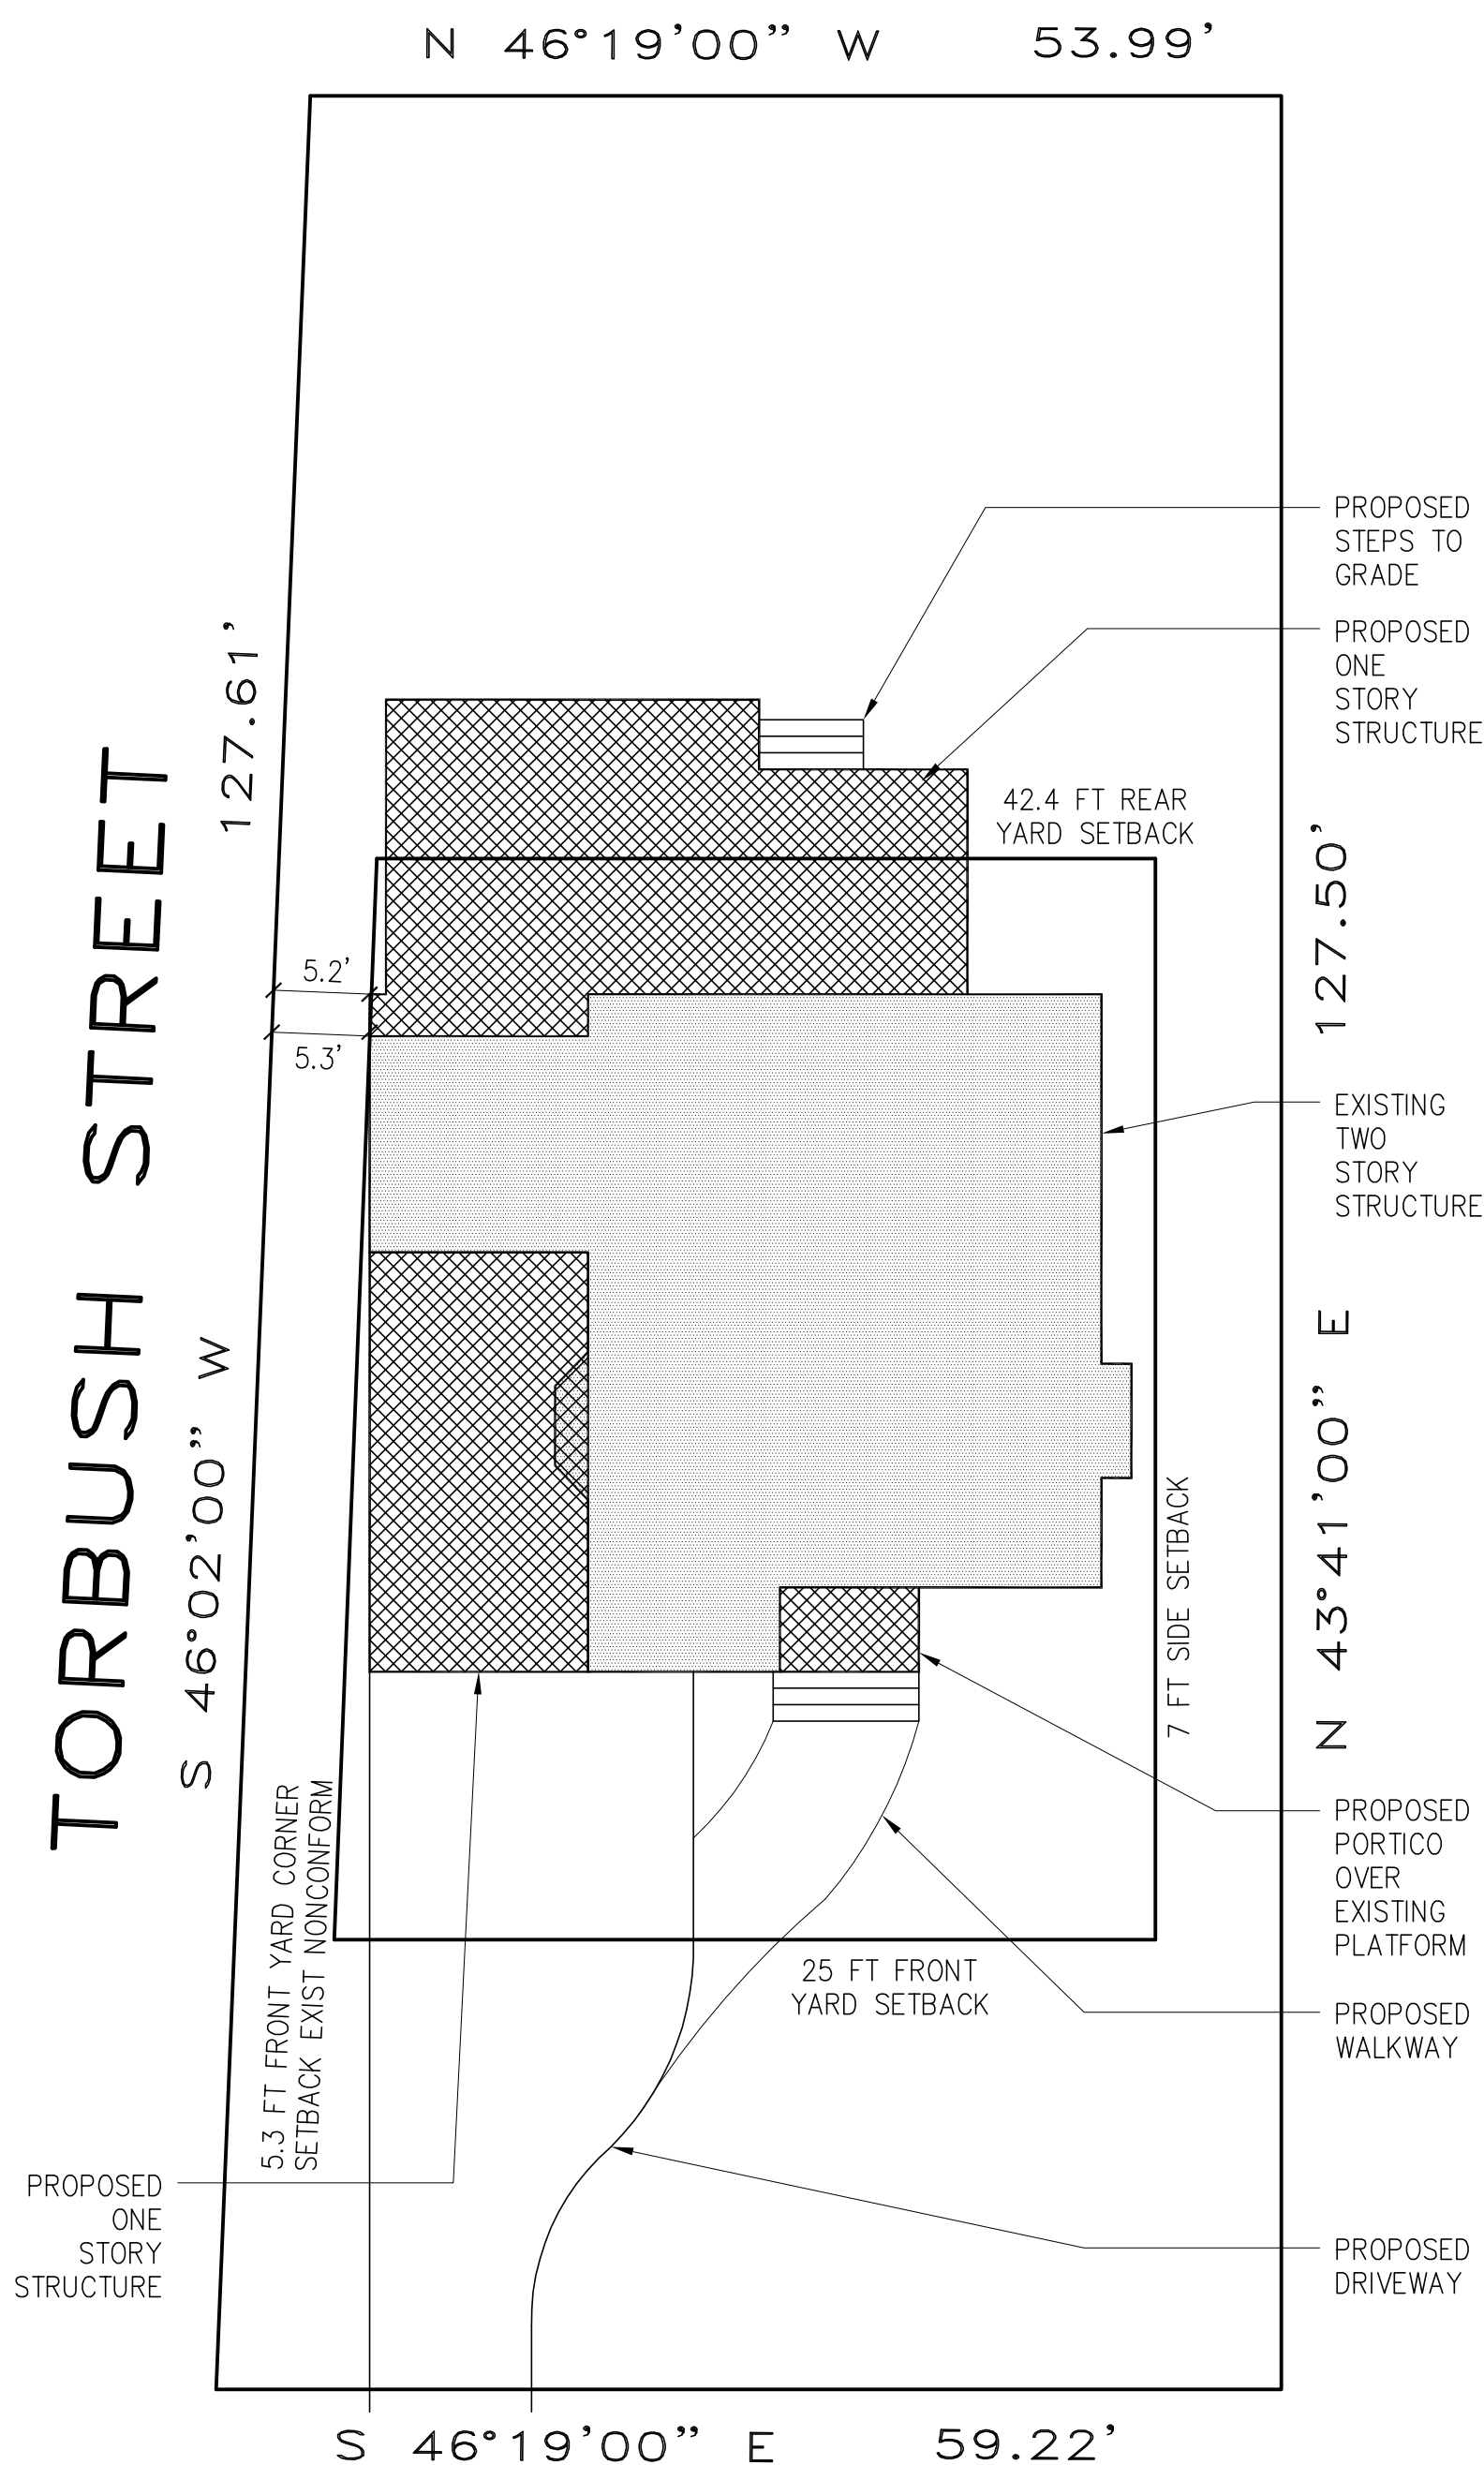 N 46°19'00" W 53.99'
PROPOSED
STEPS TO
GRADE
PROPOSED
ONE
STORY
STRUCTURE
127.61'
S 46°02'00" W
TORBUSH STREET
42.4 FT REAR
YARD SETBACK
127.50'
N 43°41'00" E
5.2'
5.3'
EXISTING
TWO
STORY
STRUCTURE
7 FT SIDE SETBACK
5.3 FT FRONT YARD CORNER
SETBACK EXIST NONCONFORM
PROPOSED
PORTICO
OVER
EXISTING
PLATFORM
25 FT FRONT
YARD SETBACK
PROPOSED
WALKWAY
PROPOSED
ONE
STORY
STRUCTURE
PROPOSED
DRIVEWAY
S 46°19'00" E 59.22'